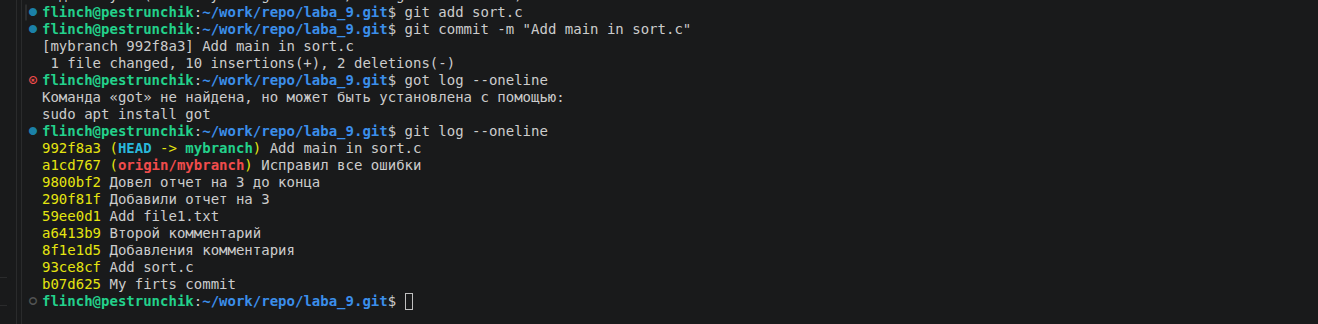 flinch@pestrunchik:~/work/repo/laba_9.git$ git add sort.c
flinch@pestrunchik:~/work/repo/laba_9.git$ git commit -m "Add main in sort.c"
[mybranch 992f8a3] Add main in sort.c
 1 file changed, 10 insertions(+), 2 deletions(-)
flinch@pestrunchik:~/work/repo/laba_9.git$ got log --oneline
Команда «got» не найдена, но может быть установлена с помощью:
sudo apt install got
flinch@pestrunchik:~/work/repo/laba_9.git$ git log --oneline
992f8a3 (HEAD -> mybranch) Add main in sort.c
a1cd767 (origin/mybranch) Исправил все ошибки
9800bf2 Довел отчет на 3 до конца
290f81f Добавили отчет на 3
59ee0d1 Add file1.txt
a6413b9 Второй комментарий
8f1e1d5 Добавления комментария
93ce8cf Add sort.c
b07d625 My firts commit
flinch@pestrunchik:~/work/repo/laba_9.git$